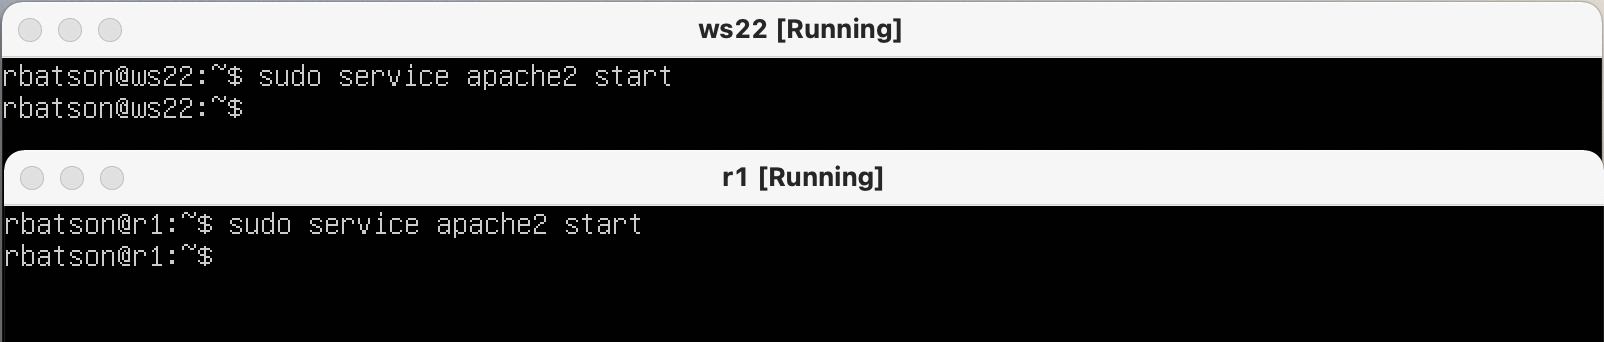 ws22 [Running]
rbatson@ws22:~$ sudo service apache2 start
rbatson@ws22:~$
r1 [Running]
rbatson@r1:~$ sudo service apache2 start
rbatson@r1:~$